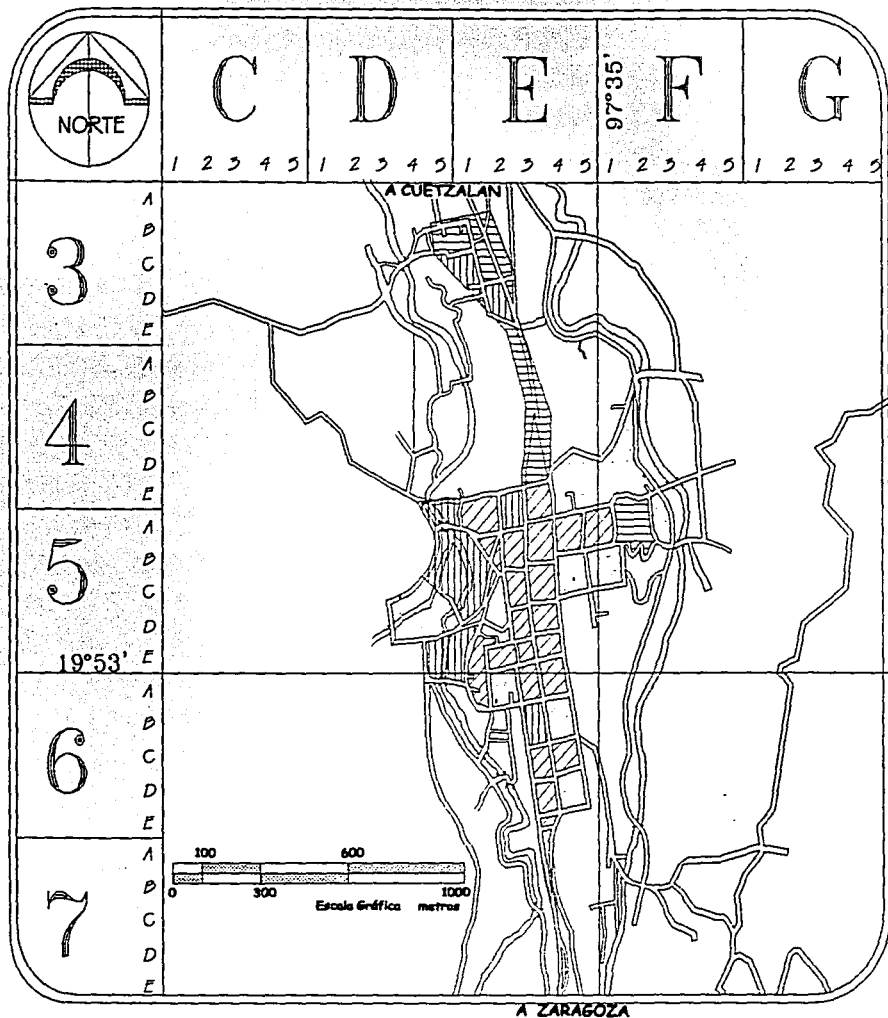 NORTE
C D E 97°35' F G
1 2 3 4 5 1 2 3 4 5 1 2 3 4 5 1 2 3 4 5 1 2 3 4 5
A CUETZALAN
3
A
B
C
D
E
4
A
B
C
D
E
5
A
B
C
D
E
19°53'
6
A
B
C
D
E
7
A
B
C
D
E
100 600
0 300 1000
Escala Gráfica metros
A ZARAGOZA